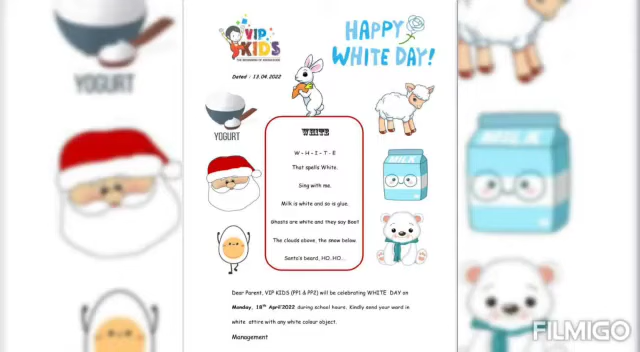 VIP
KIDS
HAPPY
WHITE DAY!
Dated : 13.04.2022
YOGURT
YOGURT
WHITE
W – H – I – T - E
That spells White.
Sing with me.
Milk is white and so is glue.
Ghosts are white and they say Boo!
The clouds above, the snow below.
Santa's beard, HO, HO...
MILK
MILK
Dear Parent, VIP KIDS (PP1 & PP2) will be celebrating WHITE DAY on
Monday, 18th April'2022 during school hours. Kindly send your ward in
white attire with any white colour object.
Management
FILMIGO